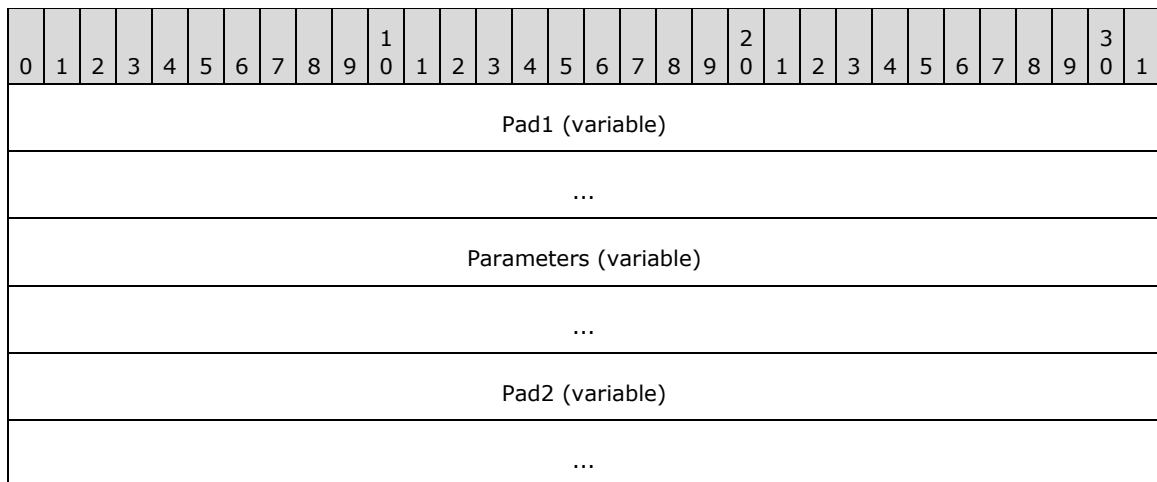 1 2 3
0 1 2 3 4 5 6 7 8 9 0 1 2 3 4 5 6 7 8 9 0 1 2 3 4 5 6 7 8 9 0 1
Pad1 (variable)
...
Parameters (variable)
...
Pad2 (variable)
...